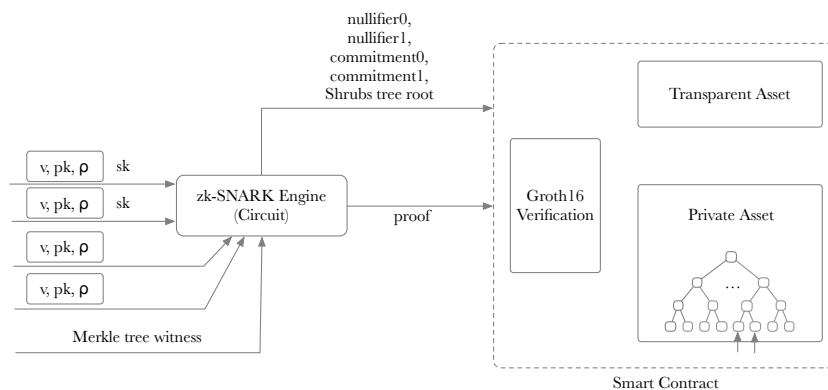 nullifier0,
nullifier1,
commitment0,
commitment1,
Shrubs tree root
Transparent Asset
v, pk, ρ
sk
v, pk, ρ
sk
zk-SNARK Engine
(Circuit)
Groth16
Verification
proof
Private Asset
v, pk, ρ
v, pk, ρ
...
Merkle tree witness
Smart Contract